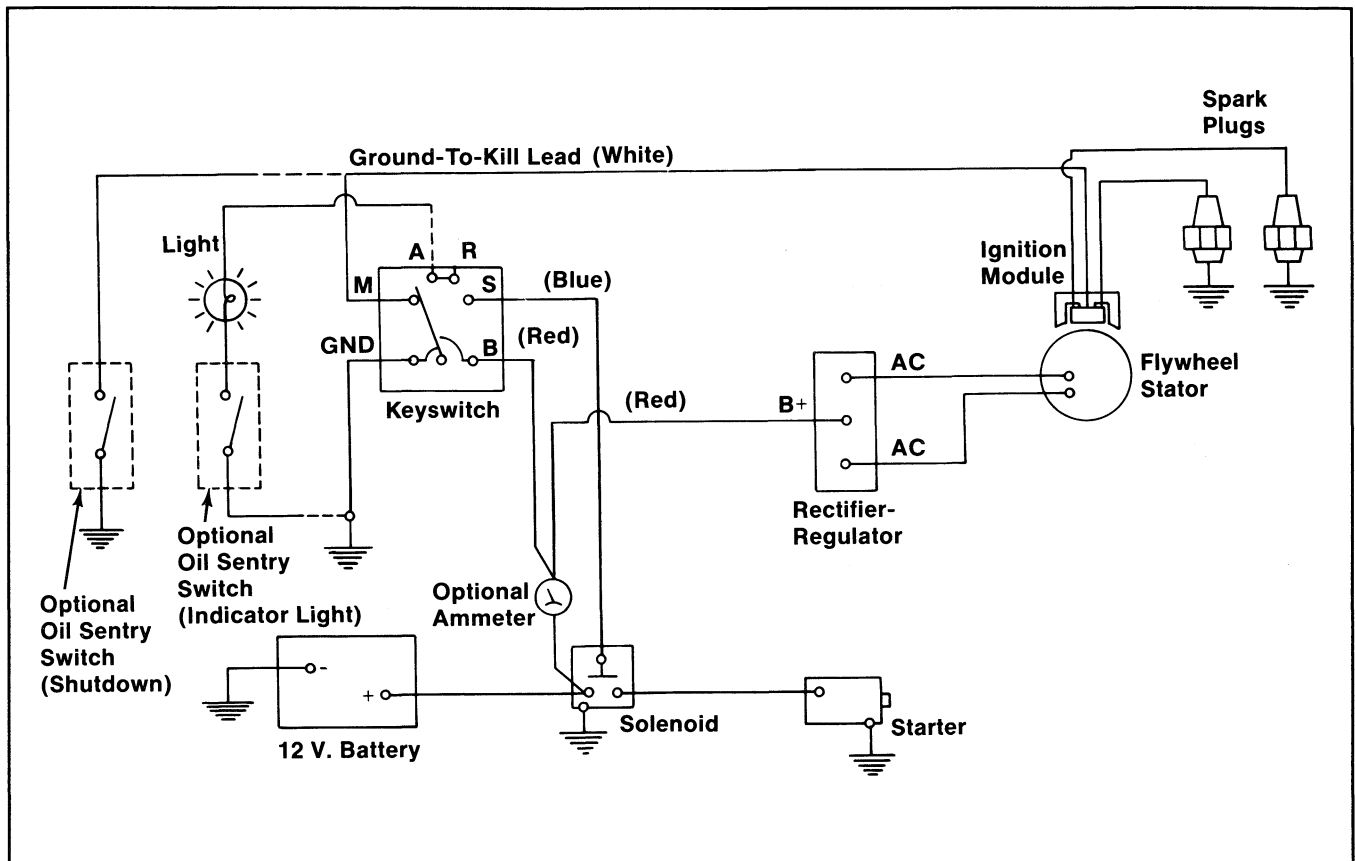 Spark
Plugs
Ground-To-Kill Lead (White)
Light
Ignition
Module
A
R
M
S
(Blue)
GND
B
(Red)
Keyswitch
AC
Flywheel
Stator
(Red)
B+
AC
Rectifier-
Regulator
Optional
Oil Sentry
Switch
(Indicator Light)
Optional
Oil Sentry
Switch
(Shutdown)
Optional
Ammeter
-
+
12 V. Battery
Solenoid
Starter